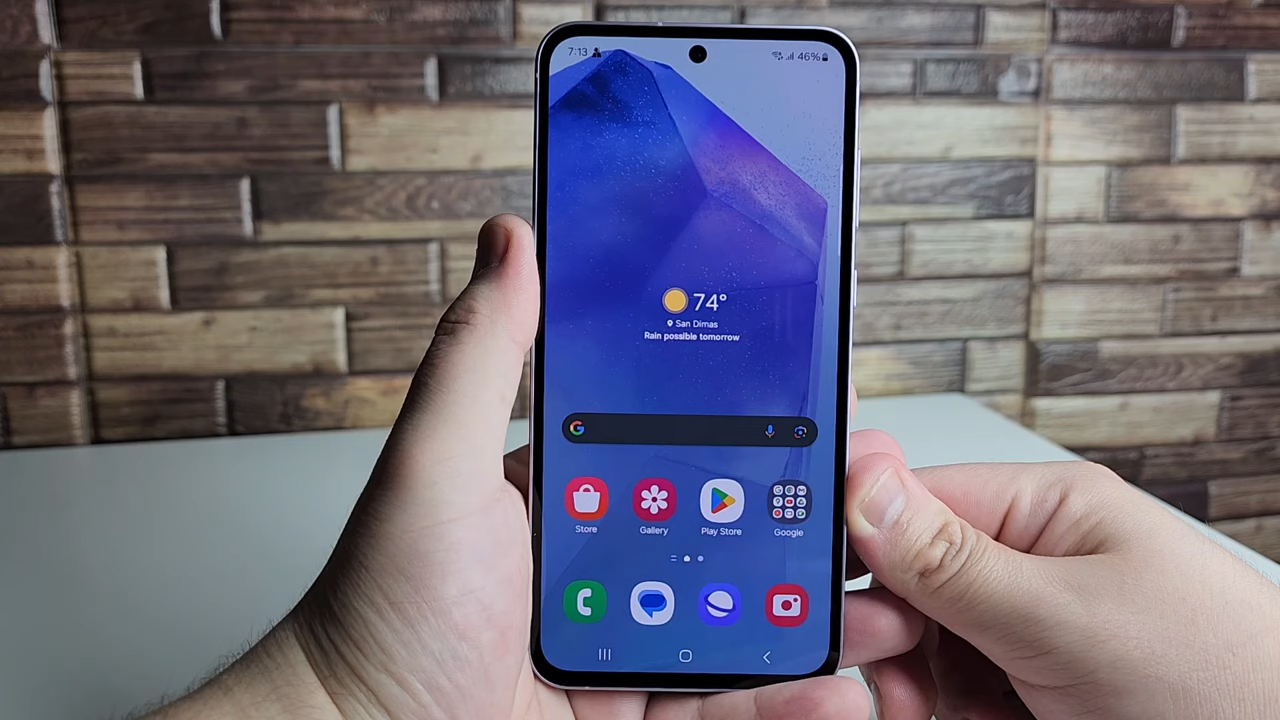 7:13 46%
74°
San Dimas
Rain possible tomorrow
Store Gallery Play Store Google